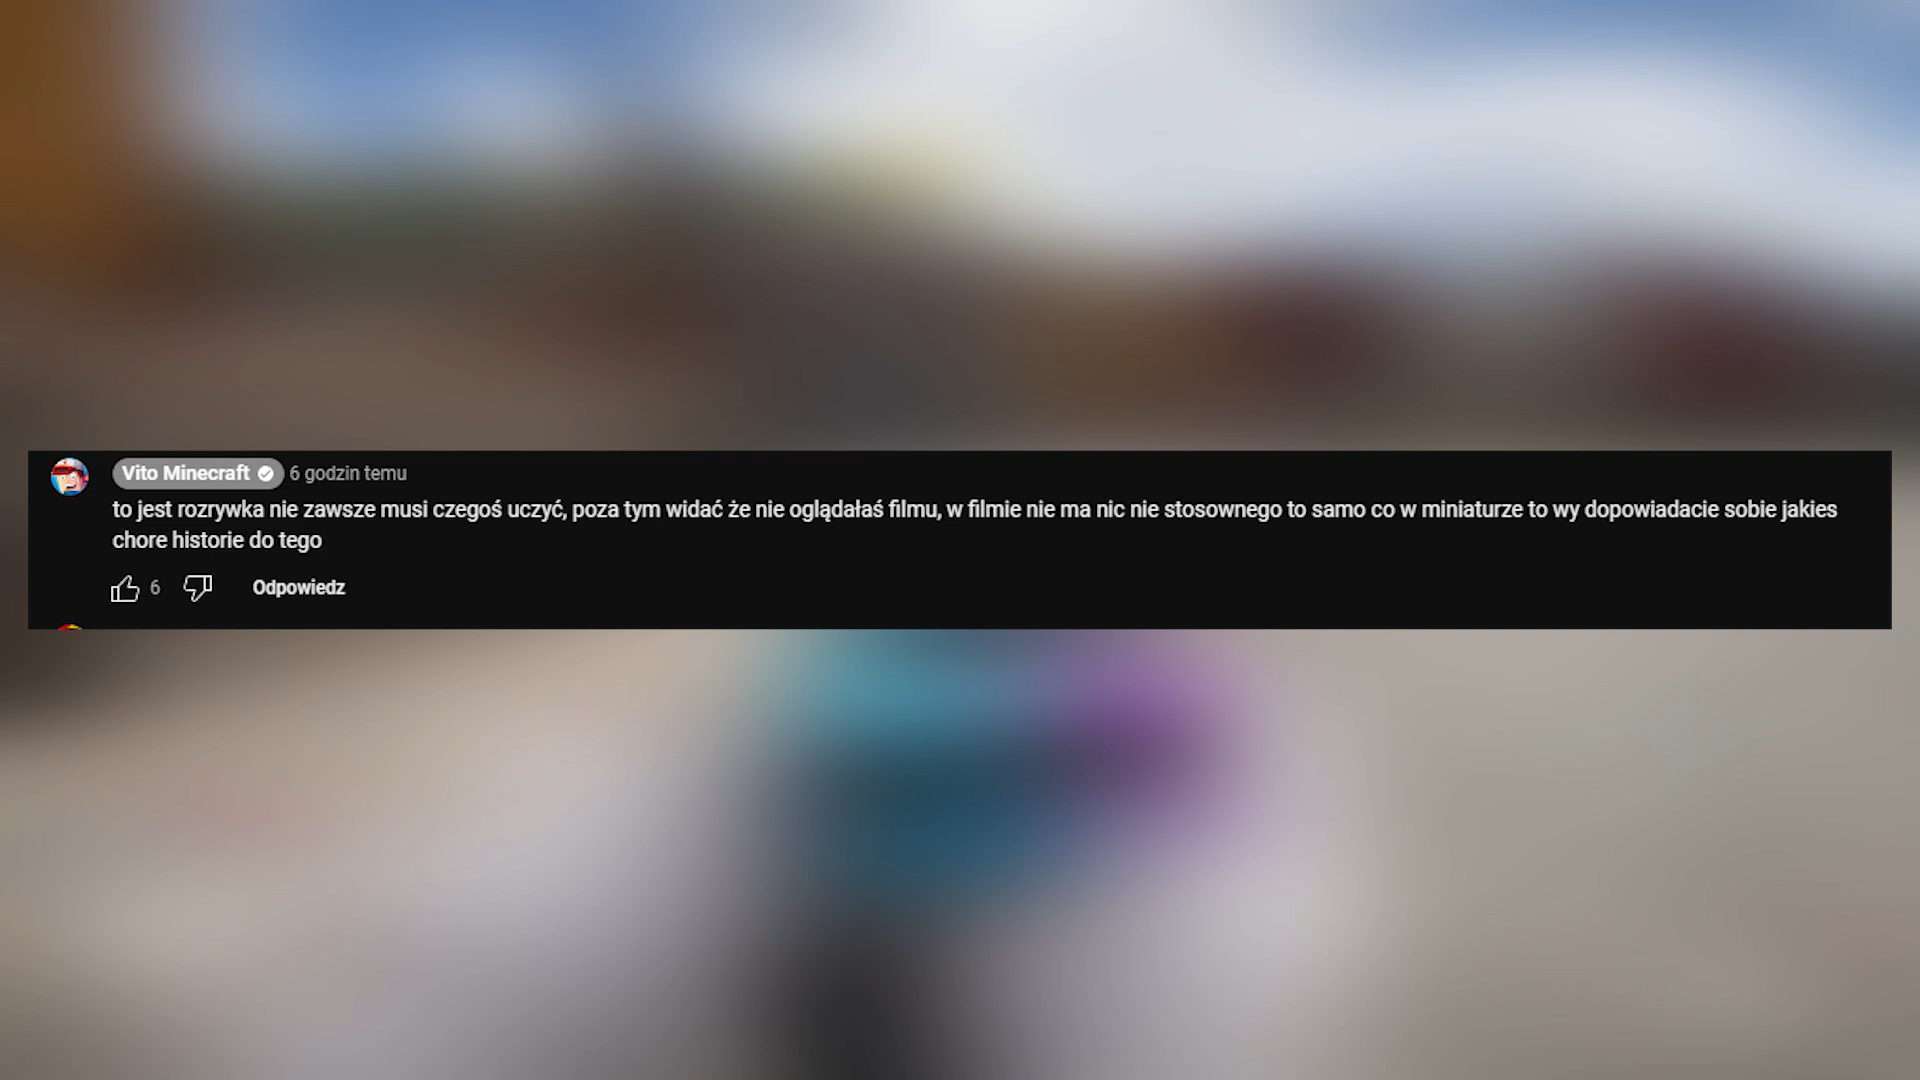 Vito Minecraft 6 godzin temu
to jest rozrywka nie zawsze musi czegoś uczyć, poza tym widać że nie oglądałaś filmu, w filmie nie ma nic nie stosownego to samo co w miniaturze to wy dopowiadacie sobie jakies
chore historie do tego
6 Odpowiedz